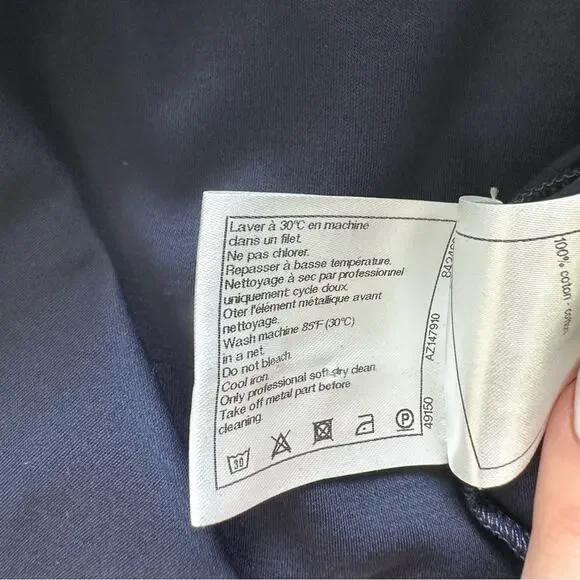 Laver à 30°C en machine
dans un filet.
Ne pas chlorer.
Repasser à basse température.
Nettoyage à sec par professionnel
uniquement: cycle doux.
Oter l'élément métallique avant
nettoyage.
Wash machine 85°F (30°C)
in a net.
Do not bleach.
Cool iron.
Only professional soft dry clean.
Take off metal part before
cleaning.
30
P
49150 AZ147910
100% coton -